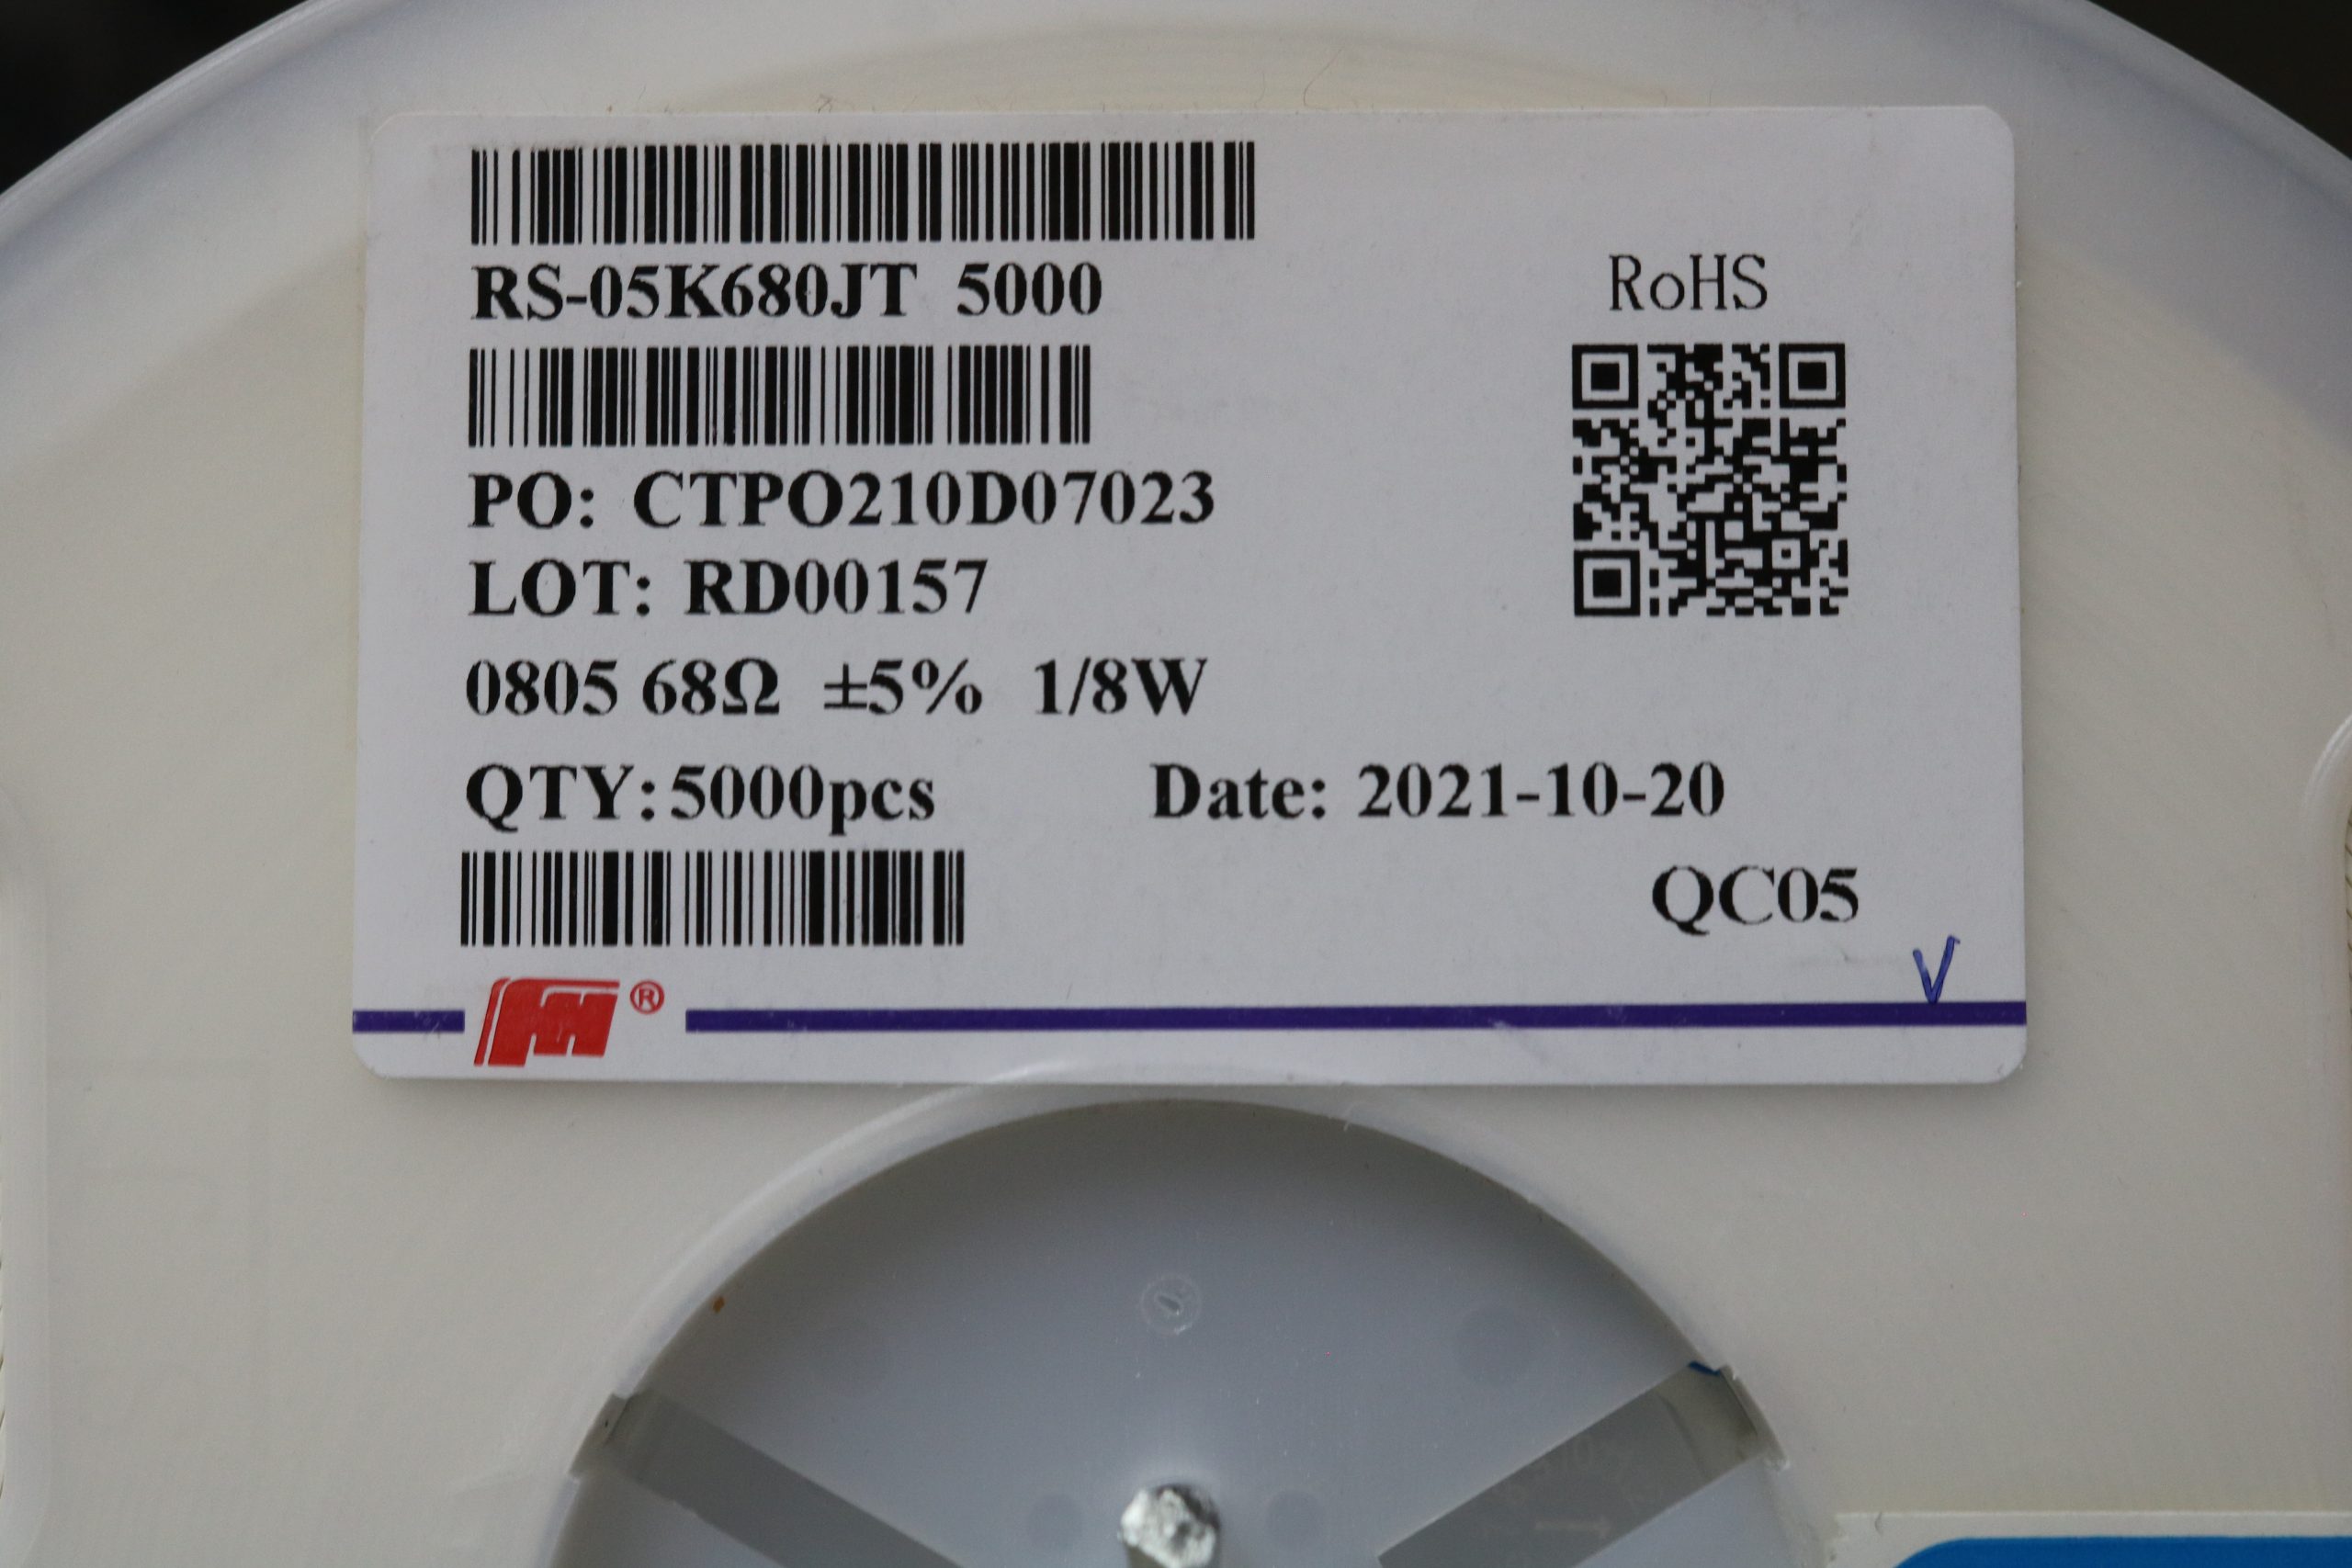 RS-05K680JT 5000
RoHS
PO: CTPO210D07023
LOT: RD00157
0805 68Ω ±5% 1/8W
QTY:5000pcs Date: 2021-10-20
QC05
V
®